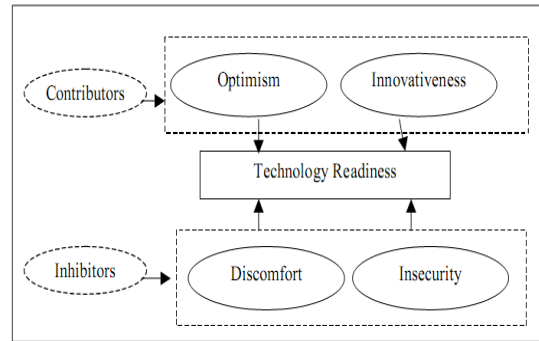 Optimism
Innovativeness
Contributors
Technology Readiness
Inhibitors
Discomfort
Insecurity